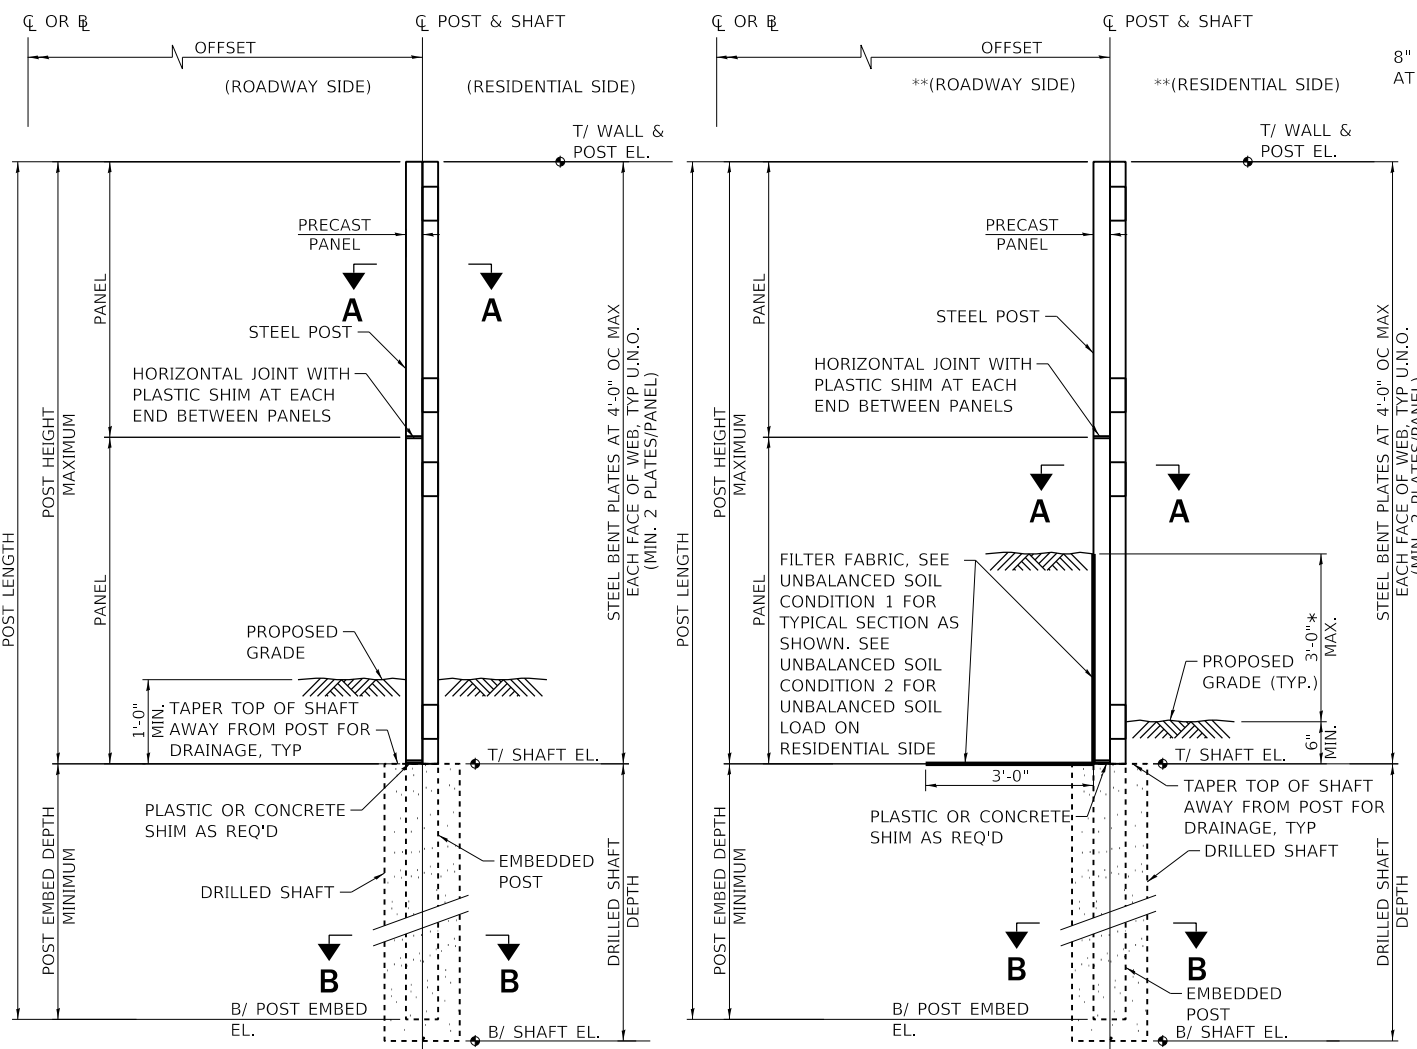 ℄ OR B̲L
OFFSET
(ROADWAY SIDE)
℄ POST & SHAFT
(RESIDENTIAL SIDE)
T/ WALL &
POST EL.
PRECAST
PANEL
A
A
STEEL POST
HORIZONTAL JOINT WITH
PLASTIC SHIM AT EACH
END BETWEEN PANELS
PANEL
PANEL
POST HEIGHT
MAXIMUM
POST LENGTH
STEEL BENT PLATES AT 4'-0" OC MAX
EACH FACE OF WEB, TYP U.N.O.
(MIN. 2 PLATES/PANEL)
PROPOSED
GRADE
1'-0"
MIN.
TAPER TOP OF SHAFT
AWAY FROM POST FOR
DRAINAGE, TYP
T/ SHAFT EL.
PLASTIC OR CONCRETE
SHIM AS REQ'D
EMBEDDED
POST
DRILLED SHAFT
POST EMBED DEPTH
MINIMUM
DRILLED SHAFT
DEPTH
B
B
B/ POST EMBED
EL.
B/ SHAFT EL.
℄ OR B̲L
OFFSET
**(ROADWAY SIDE)
℄ POST & SHAFT
**(RESIDENTIAL SIDE)
8"
AT
T/ WALL &
POST EL.
PRECAST
PANEL
STEEL POST
HORIZONTAL JOINT WITH
PLASTIC SHIM AT EACH
END BETWEEN PANELS
PANEL
PANEL
POST HEIGHT
MAXIMUM
POST LENGTH
A
A
STEEL BENT PLATES AT 4'-0" OC MAX
EACH FACE OF WEB, TYP U.N.O.
(MIN. 2 PLATES/PANEL)
FILTER FABRIC, SEE
UNBALANCED SOIL
CONDITION 1 FOR
TYPICAL SECTION AS
SHOWN. SEE
UNBALANCED SOIL
CONDITION 2 FOR
UNBALANCED SOIL
LOAD ON
RESIDENTIAL SIDE
3'-0"*
MAX.
PROPOSED
GRADE (TYP.)
6"
MIN.
T/ SHAFT EL.
3'-0"
TAPER TOP OF SHAFT
AWAY FROM POST FOR
DRAINAGE, TYP
PLASTIC OR CONCRETE
SHIM AS REQ'D
DRILLED SHAFT
POST EMBED DEPTH
MINIMUM
DRILLED SHAFT
DEPTH
B
B
EMBEDDED
POST
B/ POST EMBED
EL.
B/ SHAFT EL.